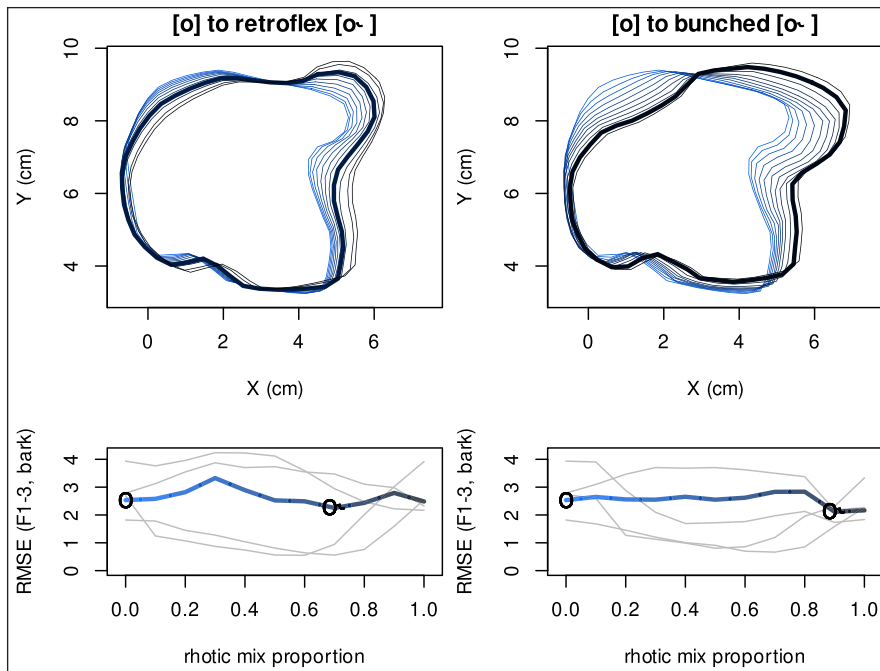 [o] to retroflex [o˞ ]
[o] to bunched [o˞ ]
Y (cm)
10
8
6
4
0 2 4 6
X (cm)
Y (cm)
10
8
6
4
0 2 4 6
X (cm)
RMSE (F1-3, bark)
4
3
2
1
0
o
o˞
0.0 0.2 0.4 0.6 0.8 1.0
rhotic mix proportion
RMSE (F1-3, bark)
4
3
2
1
0
o
o˞
0.0 0.2 0.4 0.6 0.8 1.0
rhotic mix proportion